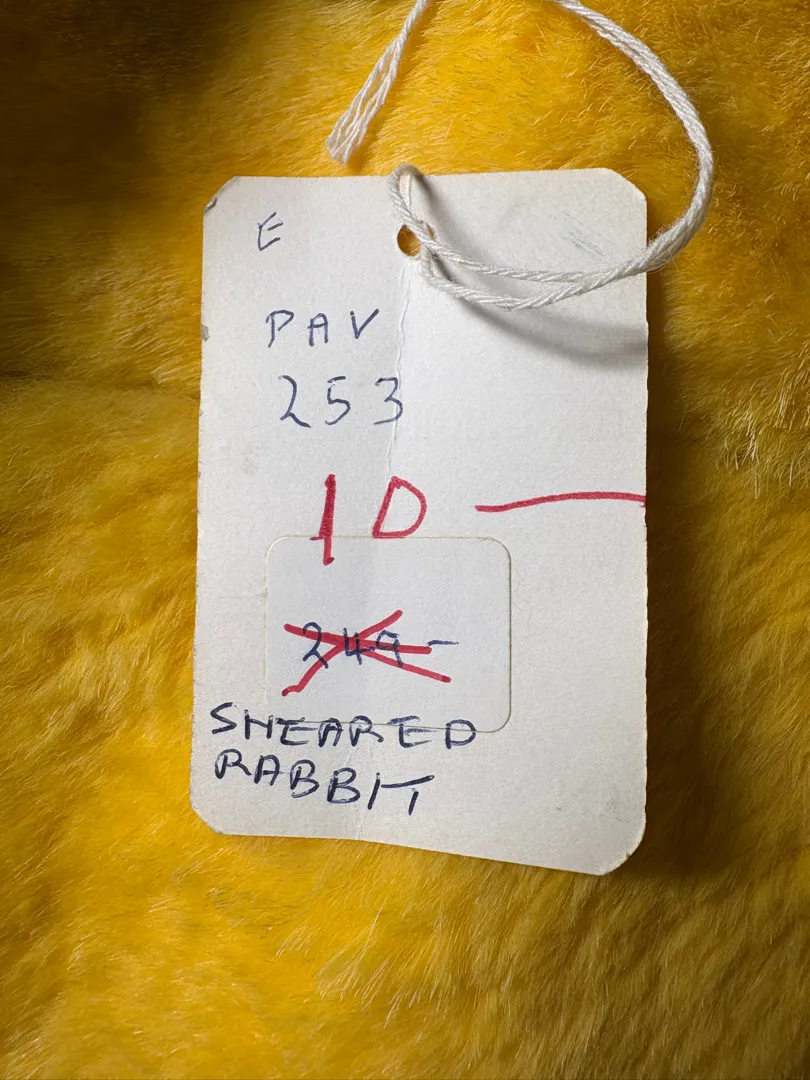 E
PAV
253
10 —
249-
SHEARED
RABBIT